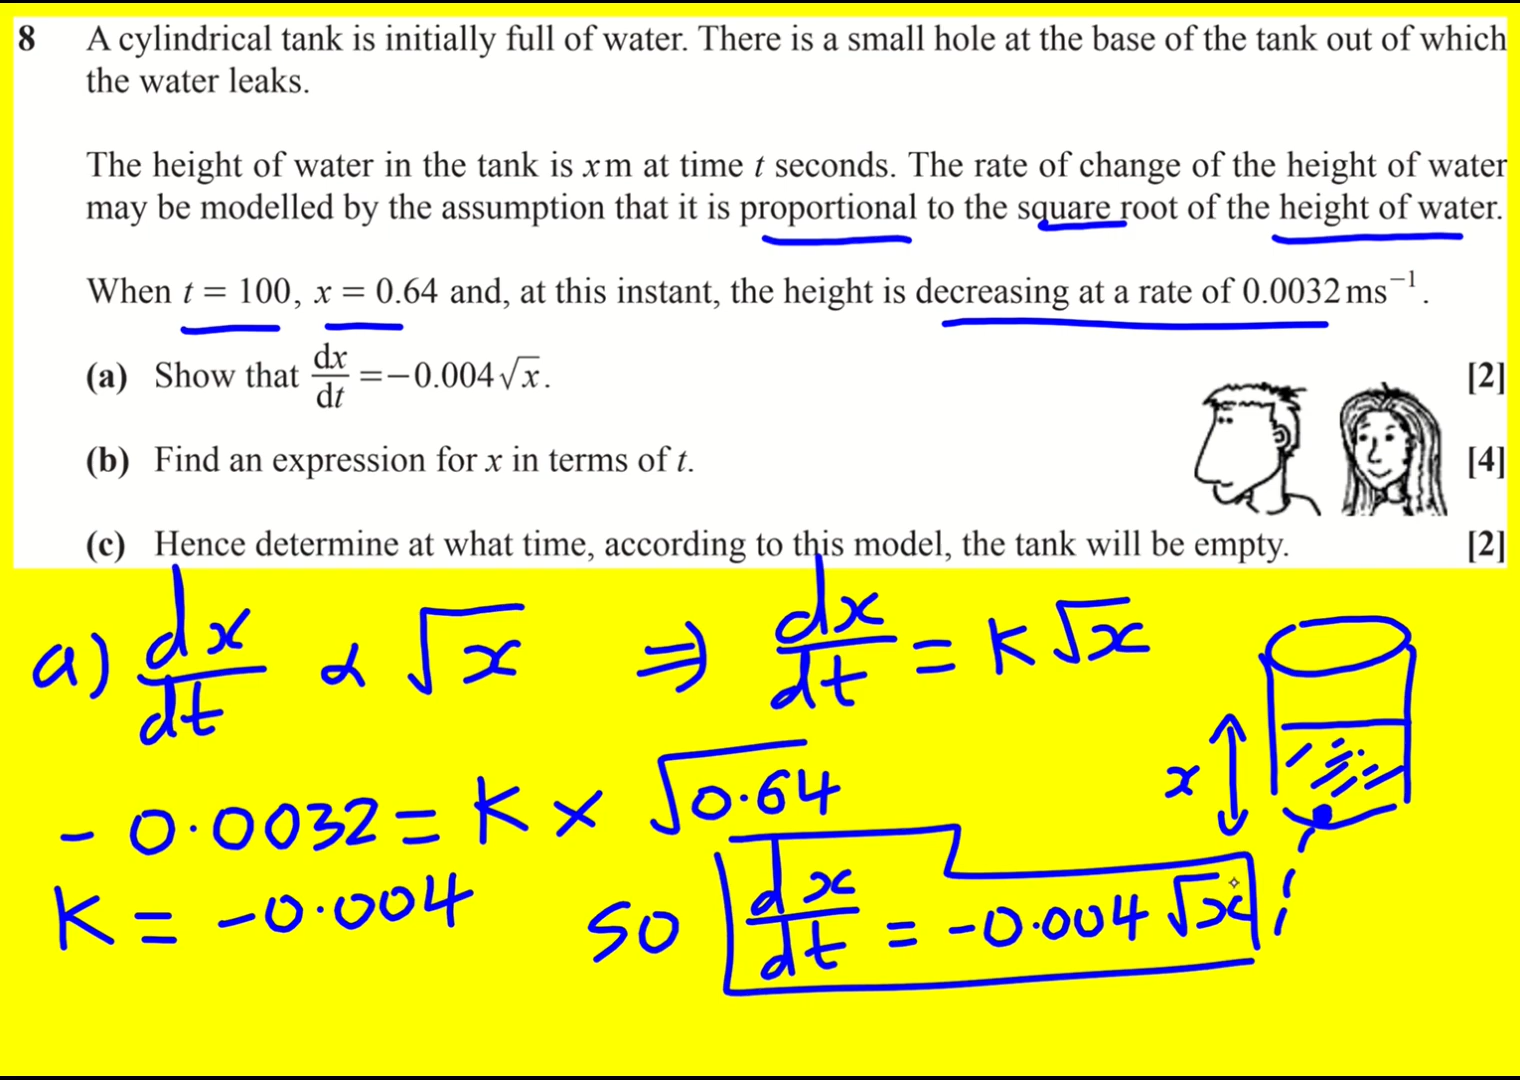 8 A cylindrical tank is initially full of water. There is a small hole at the base of the tank out of which
the water leaks.
The height of water in the tank is x m at time t seconds. The rate of change of the height of water
may be modelled by the assumption that it is proportional to the square root of the height of water.
When t = 100, x = 0.64 and, at this instant, the height is decreasing at a rate of 0.0032 ms⁻¹.
(a) Show that dx/dt = −0.004√x. [2]
(b) Find an expression for x in terms of t. [4]
(c) Hence determine at what time, according to this model, the tank will be empty. [2]
a) dx/dt ∝ √x ⇒ dx/dt = K√x
x
- 0.0032 = K × √0.64
K = -0.004 so dx/dt = -0.004√x